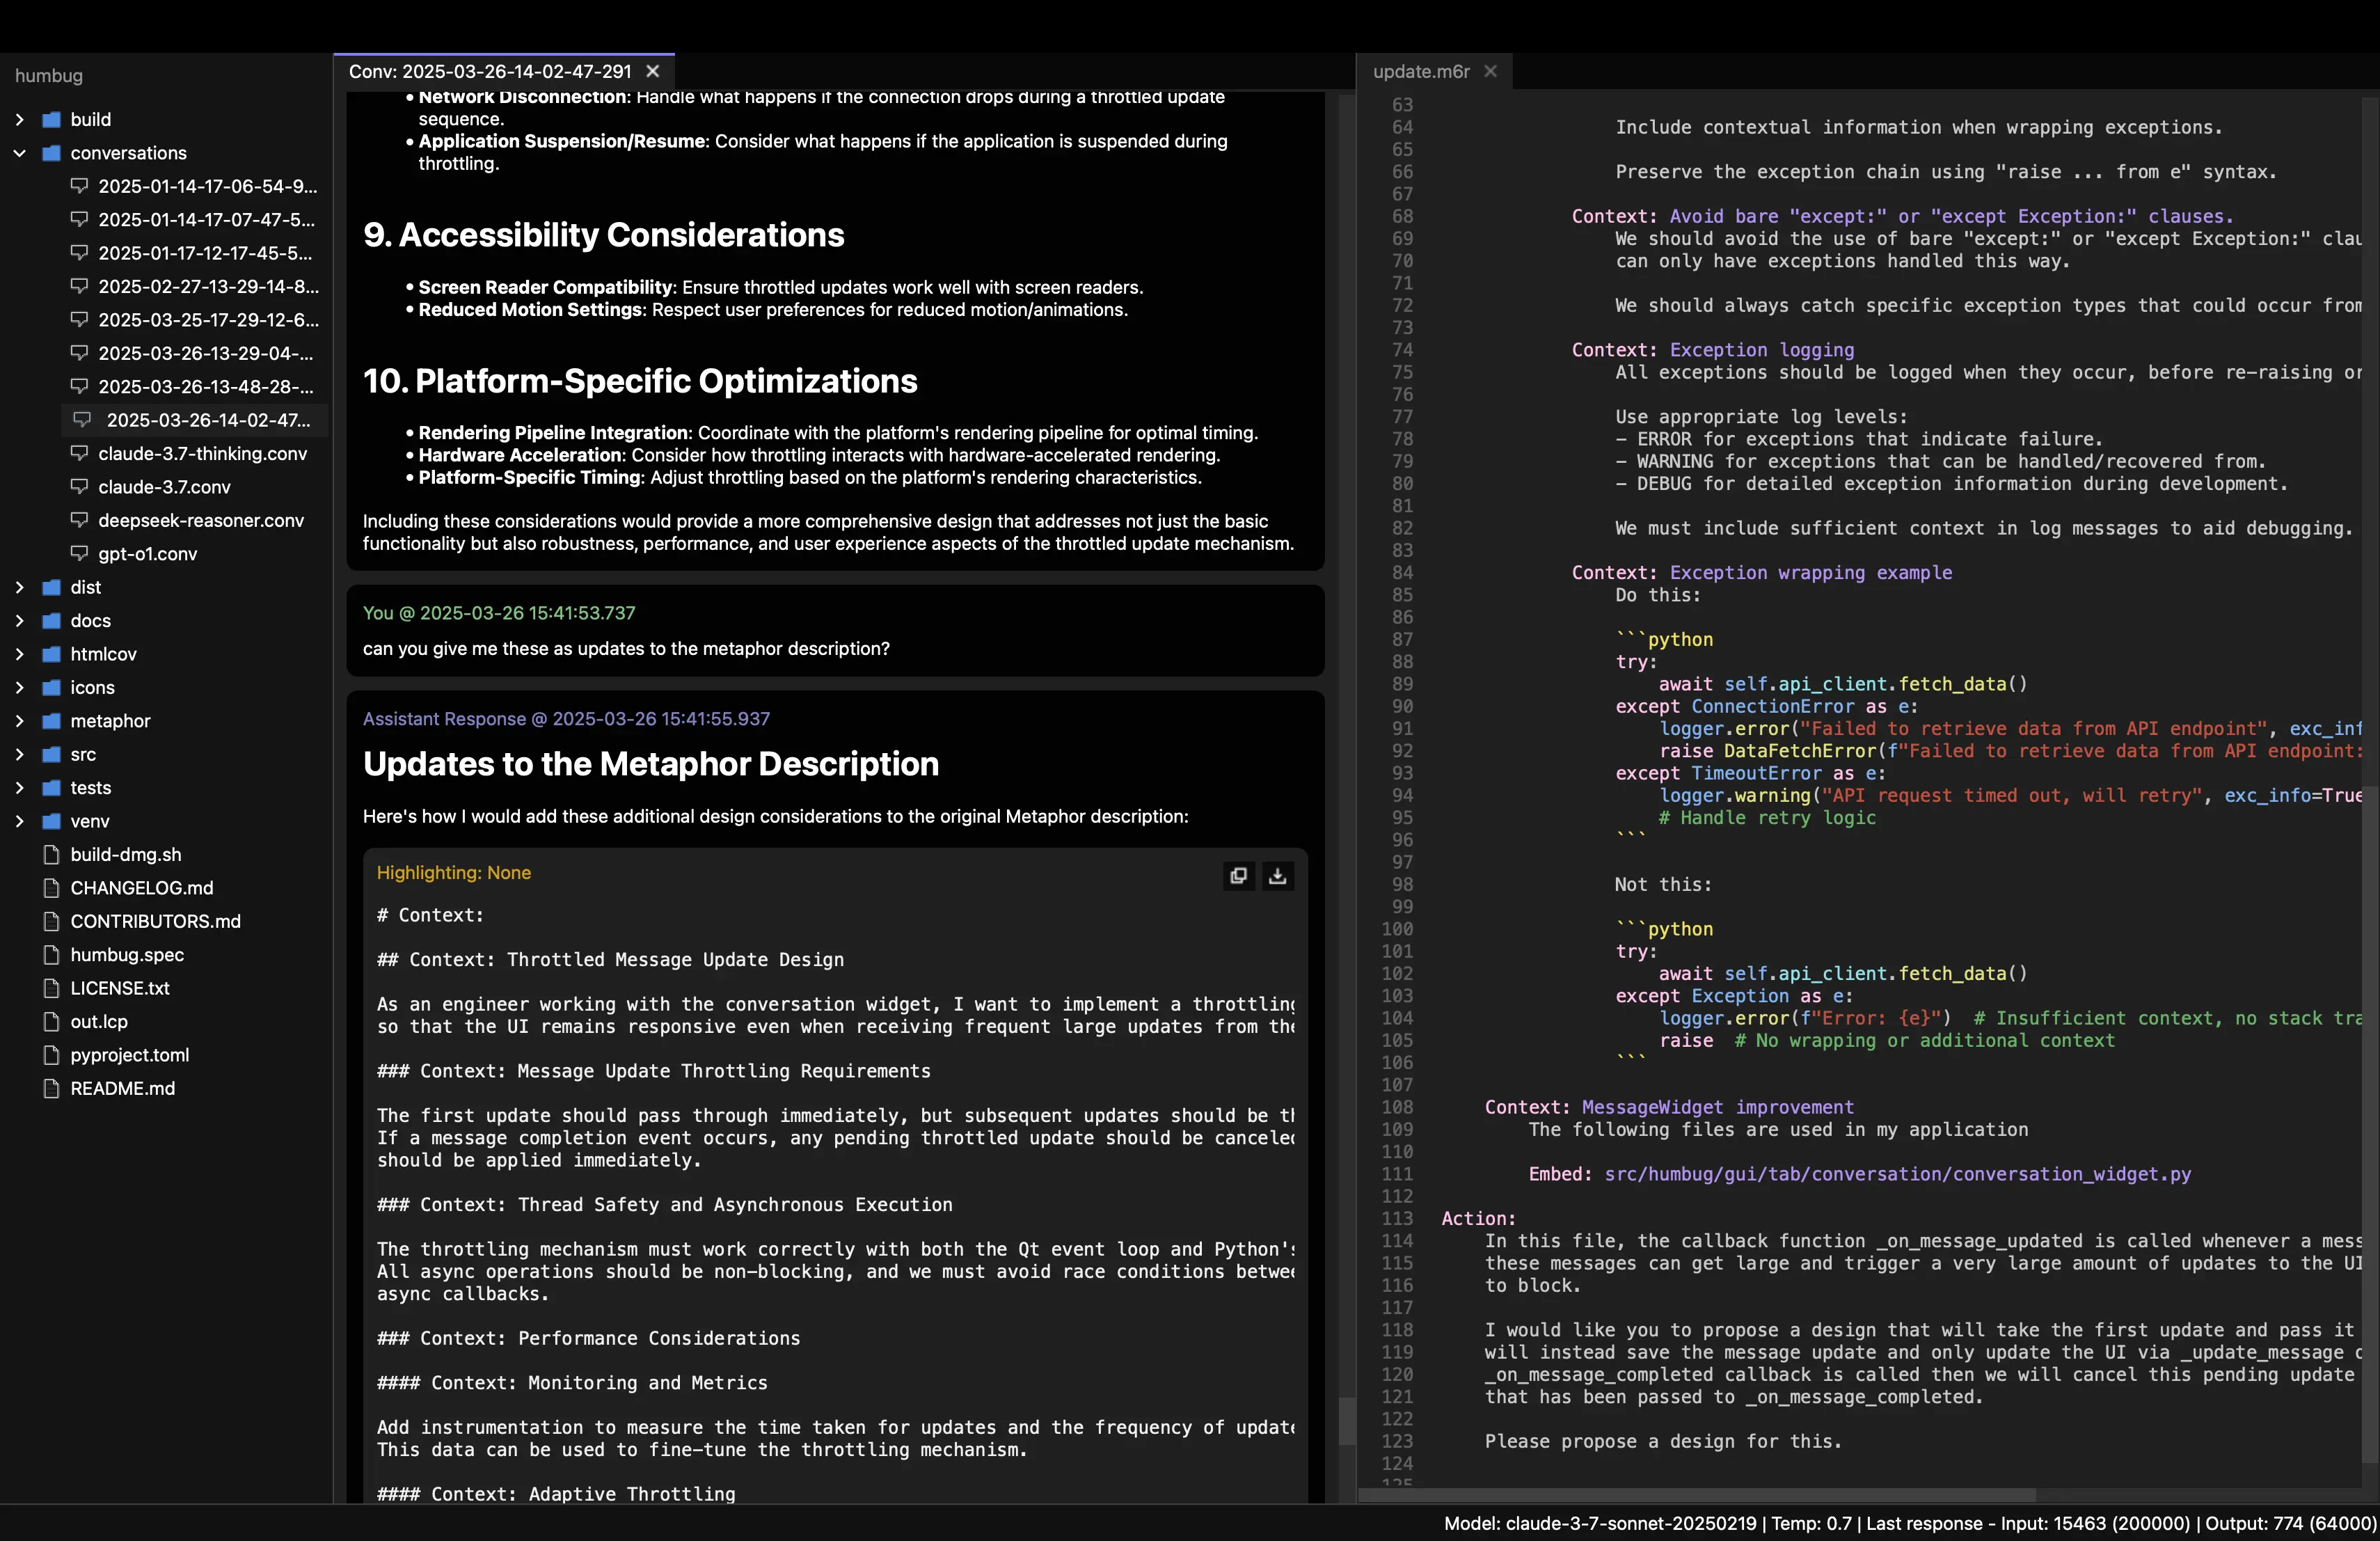 humbug
build
conversations
2025-01-14-17-06-54-9...
2025-01-14-17-07-47-5...
2025-01-17-12-17-45-5...
2025-02-27-13-29-14-8...
2025-03-25-17-29-12-6...
2025-03-26-13-29-04-...
2025-03-26-13-48-28-...
2025-03-26-14-02-47...
claude-3.7-thinking.conv
claude-3.7.conv
deepseek-reasoner.conv
gpt-o1.conv
dist
docs
htmlcov
icons
metaphor
src
tests
venv
build-dmg.sh
CHANGELOG.md
CONTRIBUTORS.md
humbug.spec
LICENSE.txt
out.lcp
pyproject.toml
README.md
Conv: 2025-03-26-14-02-47-291
• Network Disconnection: Handle what happens if the connection drops during a throttled update
sequence.
• Application Suspension/Resume: Consider what happens if the application is suspended during
throttling.
9. Accessibility Considerations
• Screen Reader Compatibility: Ensure throttled updates work well with screen readers.
• Reduced Motion Settings: Respect user preferences for reduced motion/animations.
10. Platform-Specific Optimizations
• Rendering Pipeline Integration: Coordinate with the platform's rendering pipeline for optimal timing.
• Hardware Acceleration: Consider how throttling interacts with hardware-accelerated rendering.
• Platform-Specific Timing: Adjust throttling based on the platform's rendering characteristics.
Including these considerations would provide a more comprehensive design that addresses not just the basic
functionality but also robustness, performance, and user experience aspects of the throttled update mechanism.
You @ 2025-03-26 15:41:53.737
can you give me these as updates to the metaphor description?
Assistant Response @ 2025-03-26 15:41:55.937
Updates to the Metaphor Description
Here's how I would add these additional design considerations to the original Metaphor description:
Highlighting: None
# Context:
## Context: Throttled Message Update Design
As an engineer working with the conversation widget, I want to implement a throttling
so that the UI remains responsive even when receiving frequent large updates from the
### Context: Message Update Throttling Requirements
The first update should pass through immediately, but subsequent updates should be th
If a message completion event occurs, any pending throttled update should be canceled
should be applied immediately.
### Context: Thread Safety and Asynchronous Execution
The throttling mechanism must work correctly with both the Qt event loop and Python's
All async operations should be non-blocking, and we must avoid race conditions betwee
async callbacks.
### Context: Performance Considerations
#### Context: Monitoring and Metrics
Add instrumentation to measure the time taken for updates and the frequency of update
This data can be used to fine-tune the throttling mechanism.
#### Context: Adaptive Throttling
update.m6r
63
64 Include contextual information when wrapping exceptions.
65
66 Preserve the exception chain using "raise ... from e" syntax.
67
68 Context: Avoid bare "except:" or "except Exception:" clauses.
69 We should avoid the use of bare "except:" or "except Exception:" clau
70 can only have exceptions handled this way.
71
72 We should always catch specific exception types that could occur from
73
74 Context: Exception logging
75 All exceptions should be logged when they occur, before re-raising or
76
77 Use appropriate log levels:
78 - ERROR for exceptions that indicate failure.
79 - WARNING for exceptions that can be handled/recovered from.
80 - DEBUG for detailed exception information during development.
81
82 We must include sufficient context in log messages to aid debugging.
83
84 Context: Exception wrapping example
85 Do this:
86
87 ```python
88 try:
89 await self.api_client.fetch_data()
90 except ConnectionError as e:
91 logger.error("Failed to retrieve data from API endpoint", exc_inf
92 raise DataFetchError(f"Failed to retrieve data from API endpoint:
93 except TimeoutError as e:
94 logger.warning("API request timed out, will retry", exc_info=True
95 # Handle retry logic
96 ```
97
98 Not this:
99
100 ```python
101 try:
102 await self.api_client.fetch_data()
103 except Exception as e:
104 logger.error(f"Error: {e}") # Insufficient context, no stack tra
105 raise # No wrapping or additional context
106 ```
107
108 Context: MessageWidget improvement
109 The following files are used in my application
110
111 Embed: src/humbug/gui/tab/conversation/conversation_widget.py
112
113 Action:
114 In this file, the callback function _on_message_updated is called whenever a mess
115 these messages can get large and trigger a very large amount of updates to the UI
116 to block.
117
118 I would like you to propose a design that will take the first update and pass it
119 will instead save the message update and only update the UI via _update_message o
120 _on_message_completed callback is called then we will cancel this pending update
121 that has been passed to _on_message_completed.
122
123 Please propose a design for this.
124
125
Model: claude-3-7-sonnet-20250219 | Temp: 0.7 | Last response - Input: 15463 (200000) | Output: 774 (64000)